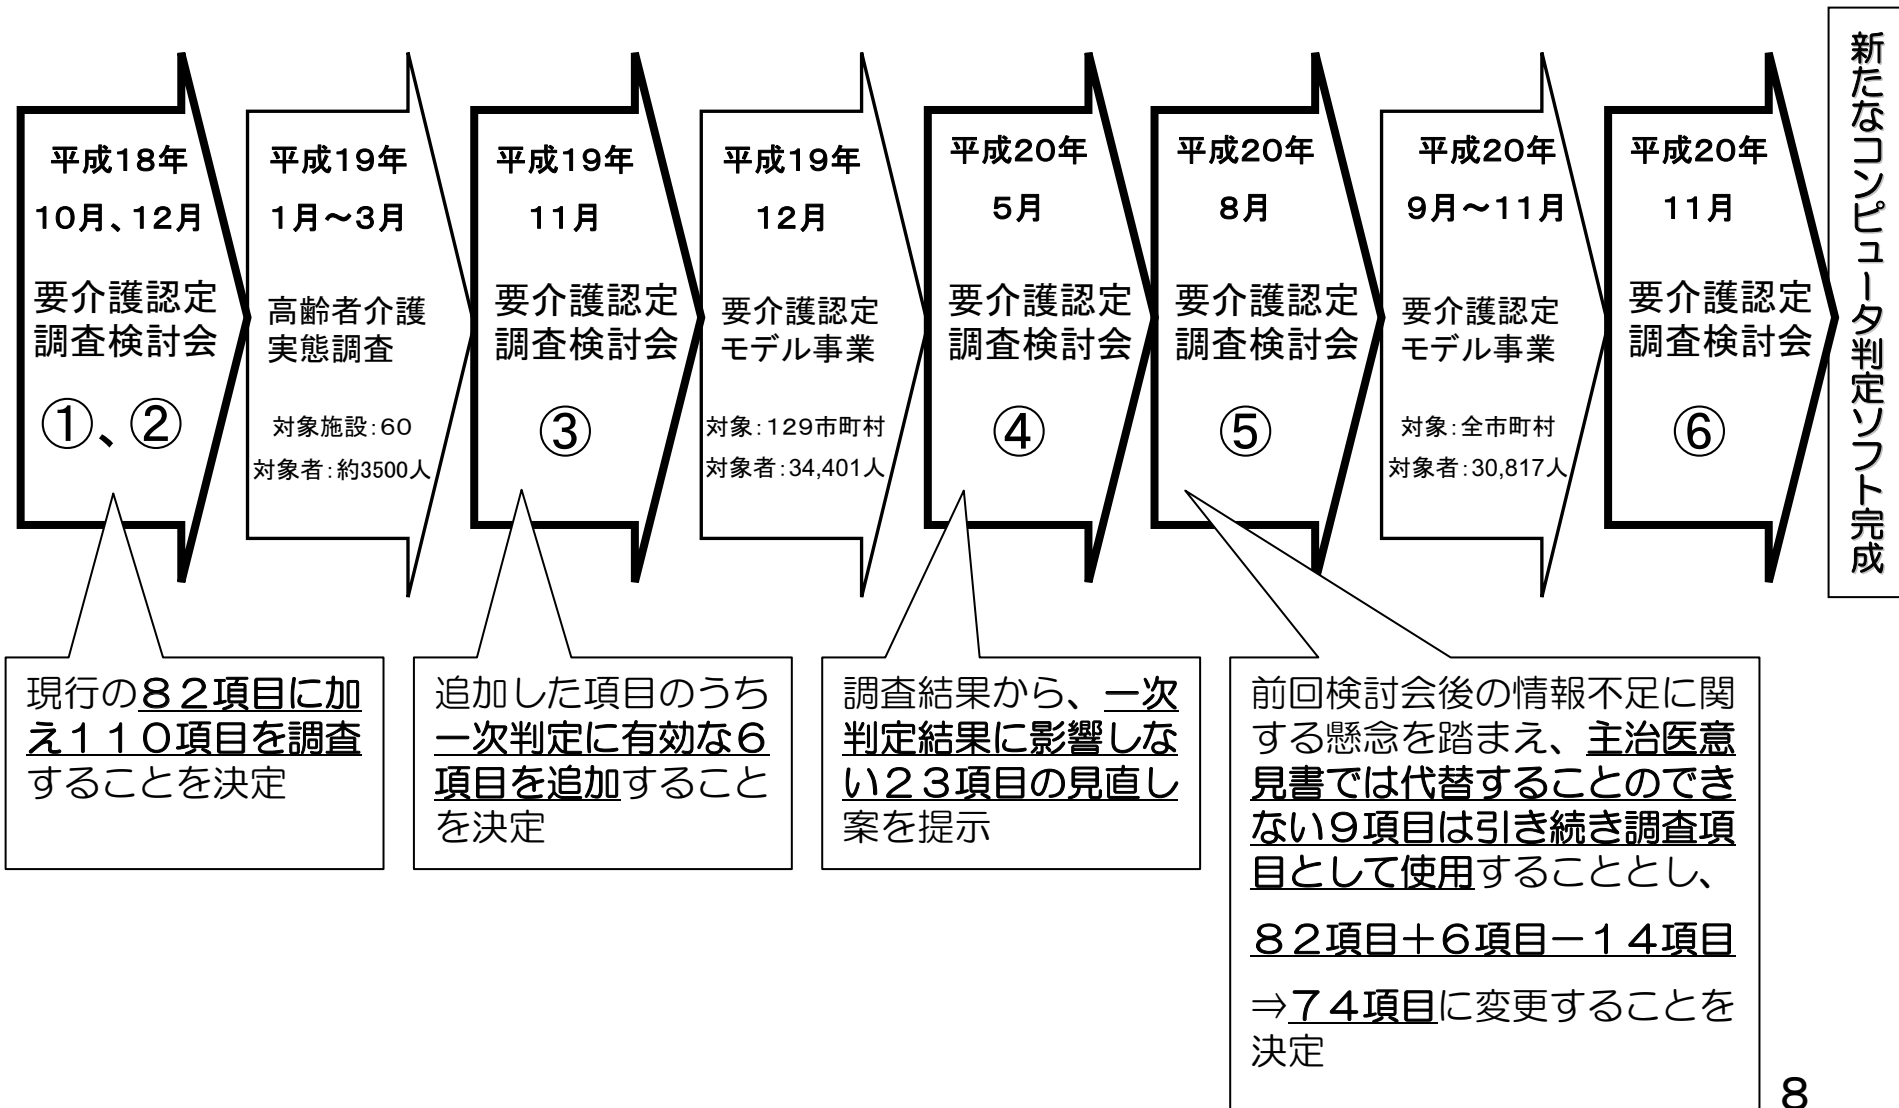 平成18年
10月、12月
要介護認定
調査検討会
①、②
平成19年
1月～3月
高齢者介護
実態調査
対象施設：60
対象者：約3500人
平成19年
11月
要介護認定
調査検討会
③
平成19年
12月
要介護認定
モデル事業
対象：129市町村
対象者：34,401人
平成20年
5月
要介護認定
調査検討会
④
平成20年
8月
要介護認定
調査検討会
⑤
平成20年
9月～11月
要介護認定
モデル事業
対象：全市町村
対象者：30,817人
平成20年
11月
要介護認定
調査検討会
⑥
新たなコンピュータ判定ソフト完成
現行の８２項目に加
え１１０項目を調査
することを決定
追加した項目のうち
一次判定に有効な６
項目を追加すること
を決定
調査結果から、一次
判定結果に影響しな
い２３項目の見直し
案を提示
前回検討会後の情報不足に関
する懸念を踏まえ、主治医意
見書では代替することのでき
ない９項目は引き続き調査項
目として使用することとし、
８２項目＋６項目－１４項目
⇒７４項目に変更することを
決定
8